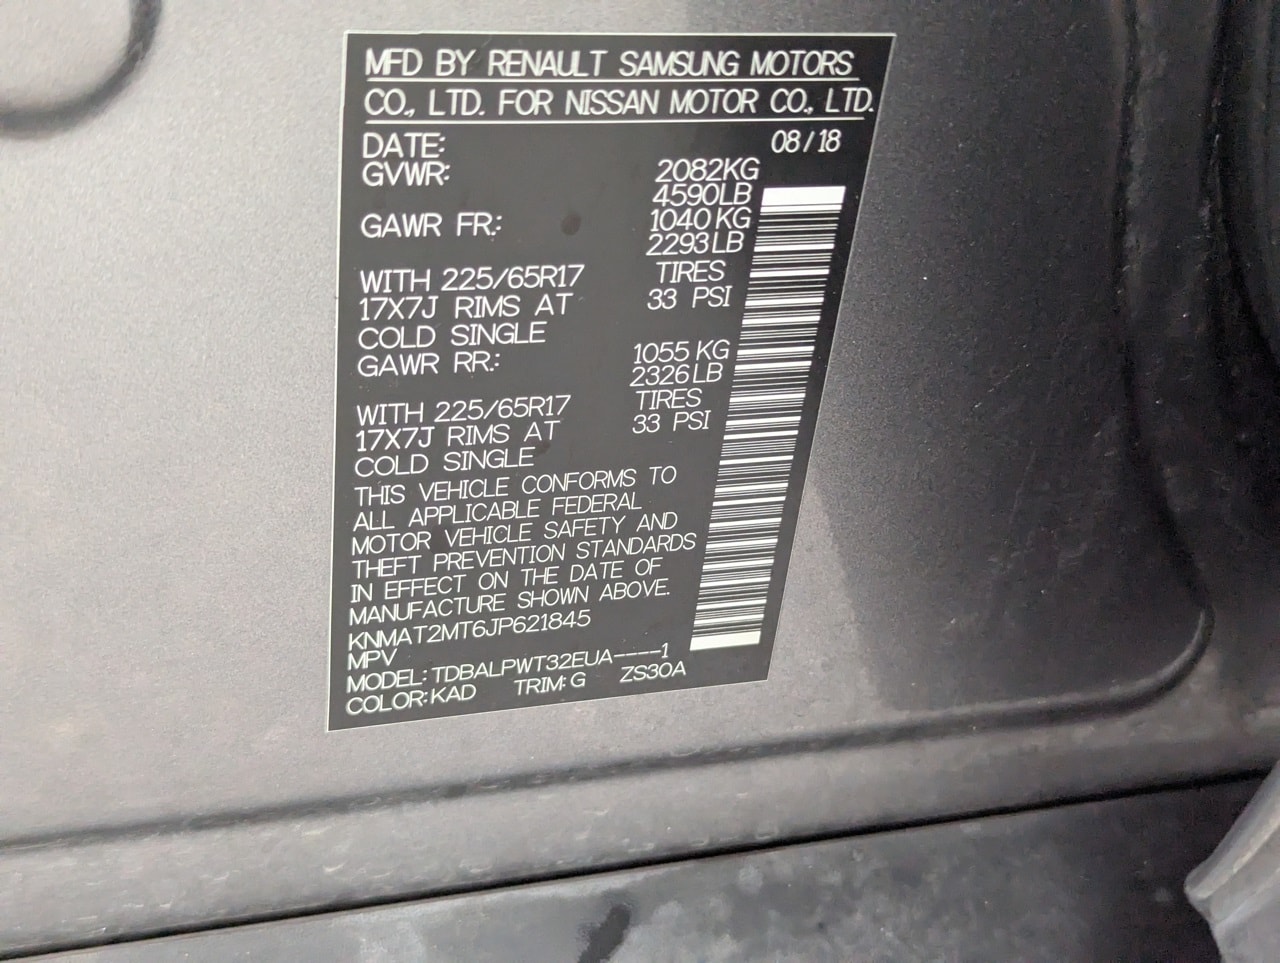 MFD BY RENAULT SAMSUNG MOTORS
CO., LTD. FOR NISSAN MOTOR CO., LTD.
DATE: 08/18
GVWR: 2082KG
4590LB
GAWR FR.: 1040KG
2293LB
WITH 225/65R17 TIRES
17X7J RIMS AT 33 PSI
COLD SINGLE
GAWR RR.: 1055KG
2326LB
WITH 225/65R17 TIRES
17X7J RIMS AT 33 PSI
COLD SINGLE
THIS VEHICLE CONFORMS TO
ALL APPLICABLE FEDERAL
MOTOR VEHICLE SAFETY AND
THEFT PREVENTION STANDARDS
IN EFFECT ON THE DATE OF
MANUFACTURE SHOWN ABOVE.
KNMAT2MT6JP621845
MPV
MODEL: TDBALPWT32EUA----1
COLOR:KAD TRIM: G ZS30A